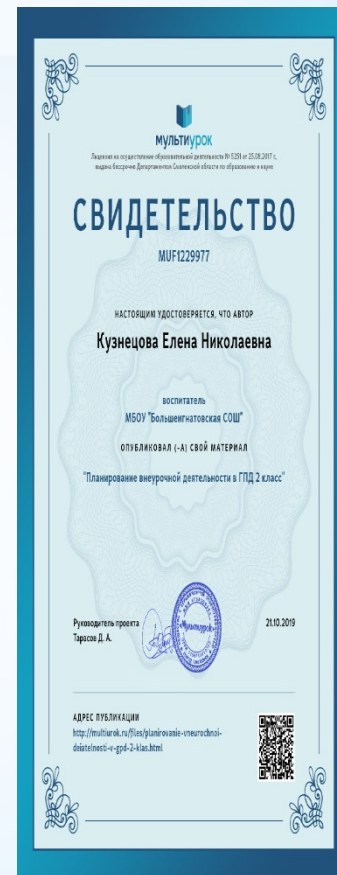 мультиурок
Лицензия на осуществление образовательной деятельности № 5251 от 25.08.2017 г.,
выдана бессрочно Департаментом Смоленской области по образованию и науке
СВИДЕТЕЛЬСТВО
MUF1229977
НАСТОЯЩИМ УДОСТОВЕРЯЕТСЯ, ЧТО АВТОР
Кузнецова Елена Николаевна
воспитатель
МБОУ "Большеигнатовская СОШ"
ОПУБЛИКОВАЛ (-А) СВОЙ МАТЕРИАЛ
"Планирование внеурочной деятельности в ГПД 2 класс"
Руководитель проекта
Тарасов Д. А.
«Мультиурок»
21.10.2019
АДРЕС ПУБЛИКАЦИИ
http://multiurok.ru/files/planirovanie-vneurochnoi-
deiatelnosti-v-gpd-2-klas.html